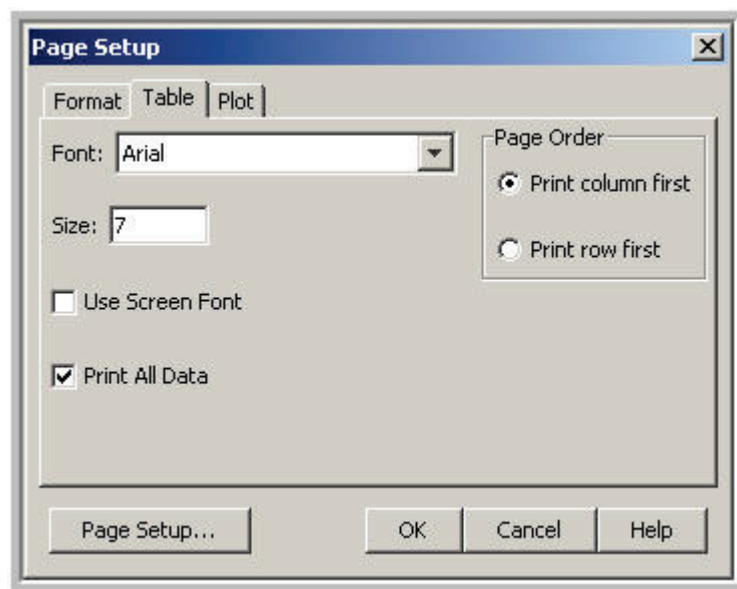 Page Setup
Format Table Plot
Font: Arial
Page Order
Print column first
Size: 7
Print row first
Use Screen Font
Print All Data
Page Setup... OK Cancel Help